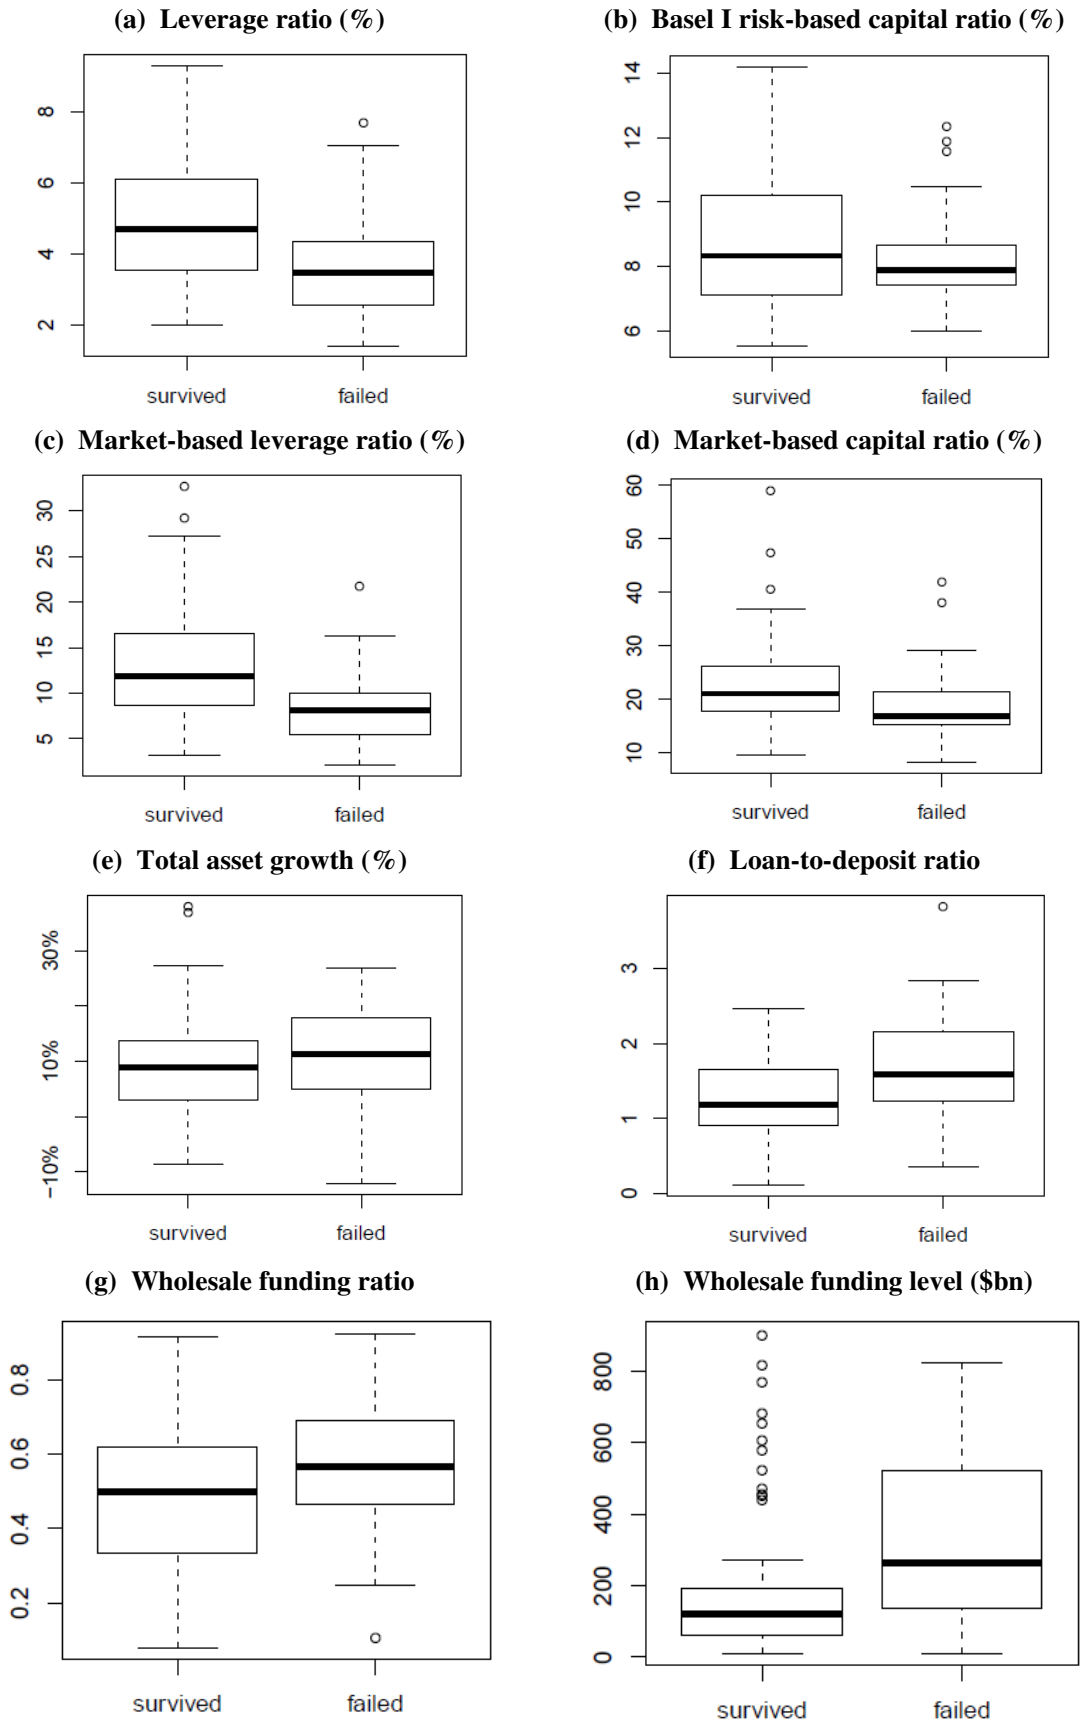 (a) Leverage ratio (%)
8
6
4
2
survived failed
(b) Basel I risk-based capital ratio (%)
14
12
10
8
6
survived failed
(c) Market-based leverage ratio (%)
30
25
20
15
10
5
survived failed
(d) Market-based capital ratio (%)
60
50
40
30
20
10
survived failed
(e) Total asset growth (%)
30%
10%
−10%
survived failed
(f) Loan-to-deposit ratio
3
2
1
0
survived failed
(g) Wholesale funding ratio
0.8
0.6
0.4
0.2
survived failed
(h) Wholesale funding level ($bn)
800
600
400
200
0
survived failed